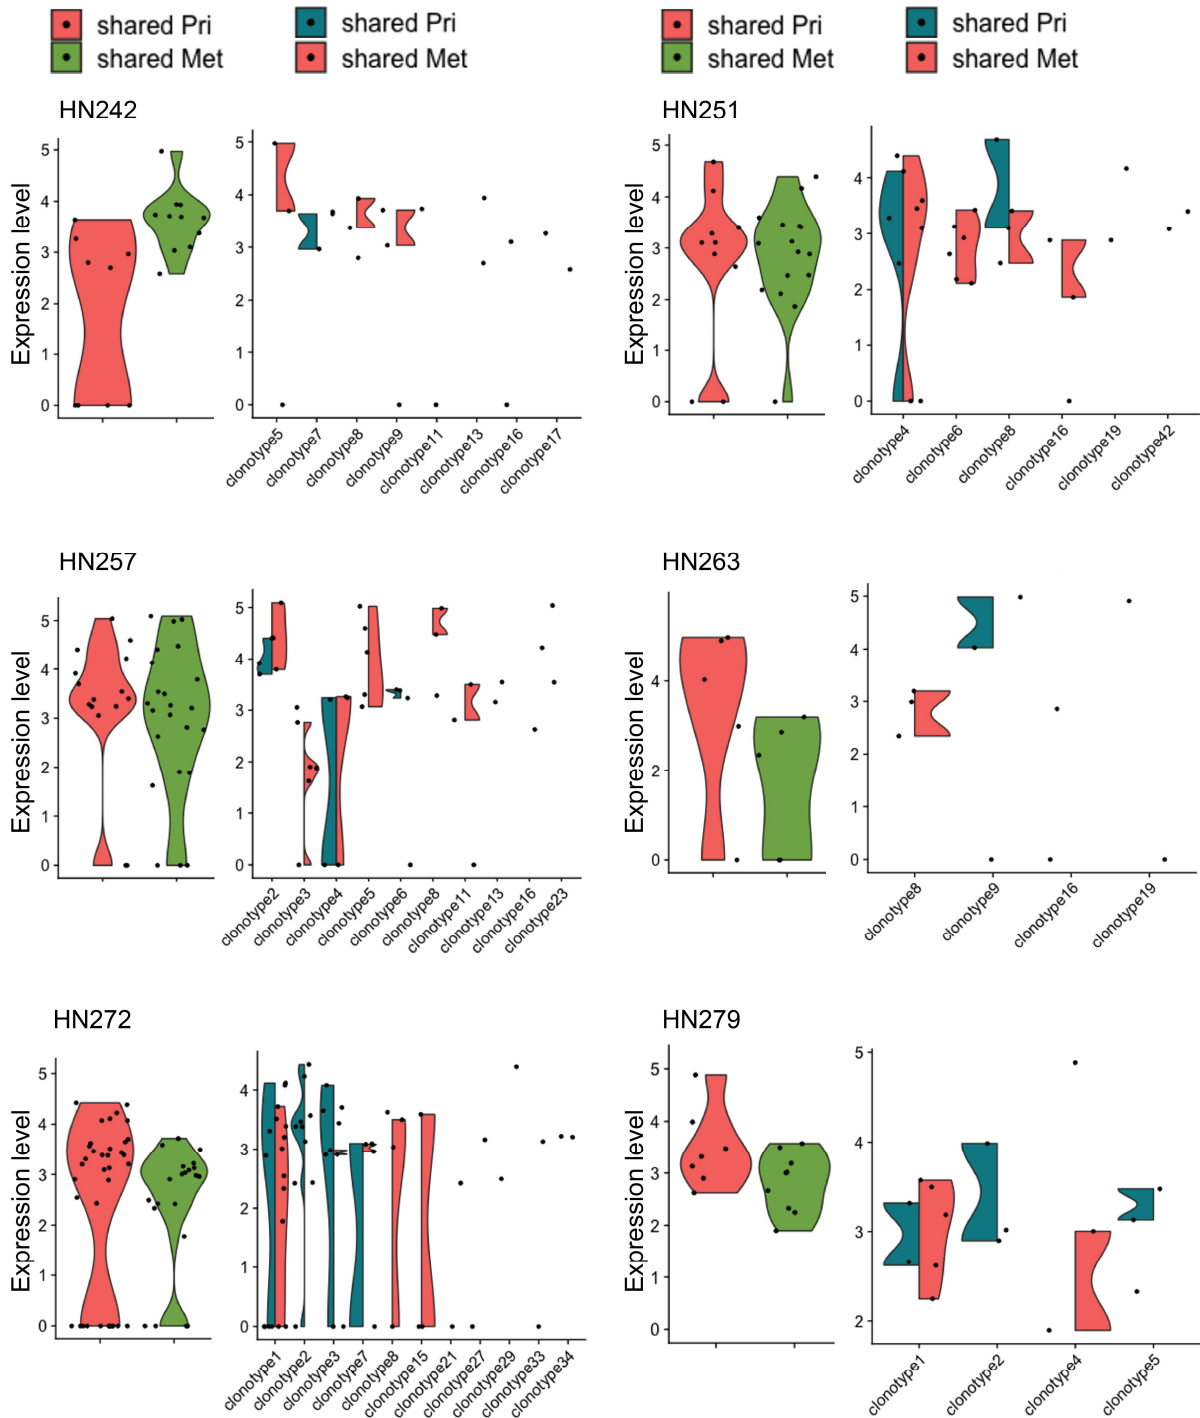 shared Pri
shared Met
shared Pri
shared Met
shared Pri
shared Met
shared Pri
shared Met
HN242
Expression level
5
4
3
2
1
0
5
4
3
2
1
0
clonotype5
clonotype7
clonotype8
clonotype9
clonotype11
clonotype13
clonotype16
clonotype17
HN251
Expression level
5
4
3
2
1
0
4
3
2
1
0
clonotype4
clonotype6
clonotype8
clonotype16
clonotype19
clonotype42
HN257
Expression level
5
4
3
2
1
0
5
4
3
2
1
0
clonotype2
clonotype3
clonotype4
clonotype5
clonotype6
clonotype8
clonotype11
clonotype13
clonotype16
clonotype23
HN263
Expression level
4
2
0
5
4
3
2
1
0
clonotype8
clonotype9
clonotype16
clonotype19
HN272
Expression level
5
4
3
2
1
0
4
3
2
1
0
clonotype1
clonotype2
clonotype3
clonotype7
clonotype8
clonotype15
clonotype21
clonotype27
clonotype29
clonotype33
clonotype34
HN279
Expression level
5
4
3
2
1
0
5
4
3
2
clonotype1
clonotype2
clonotype4
clonotype5